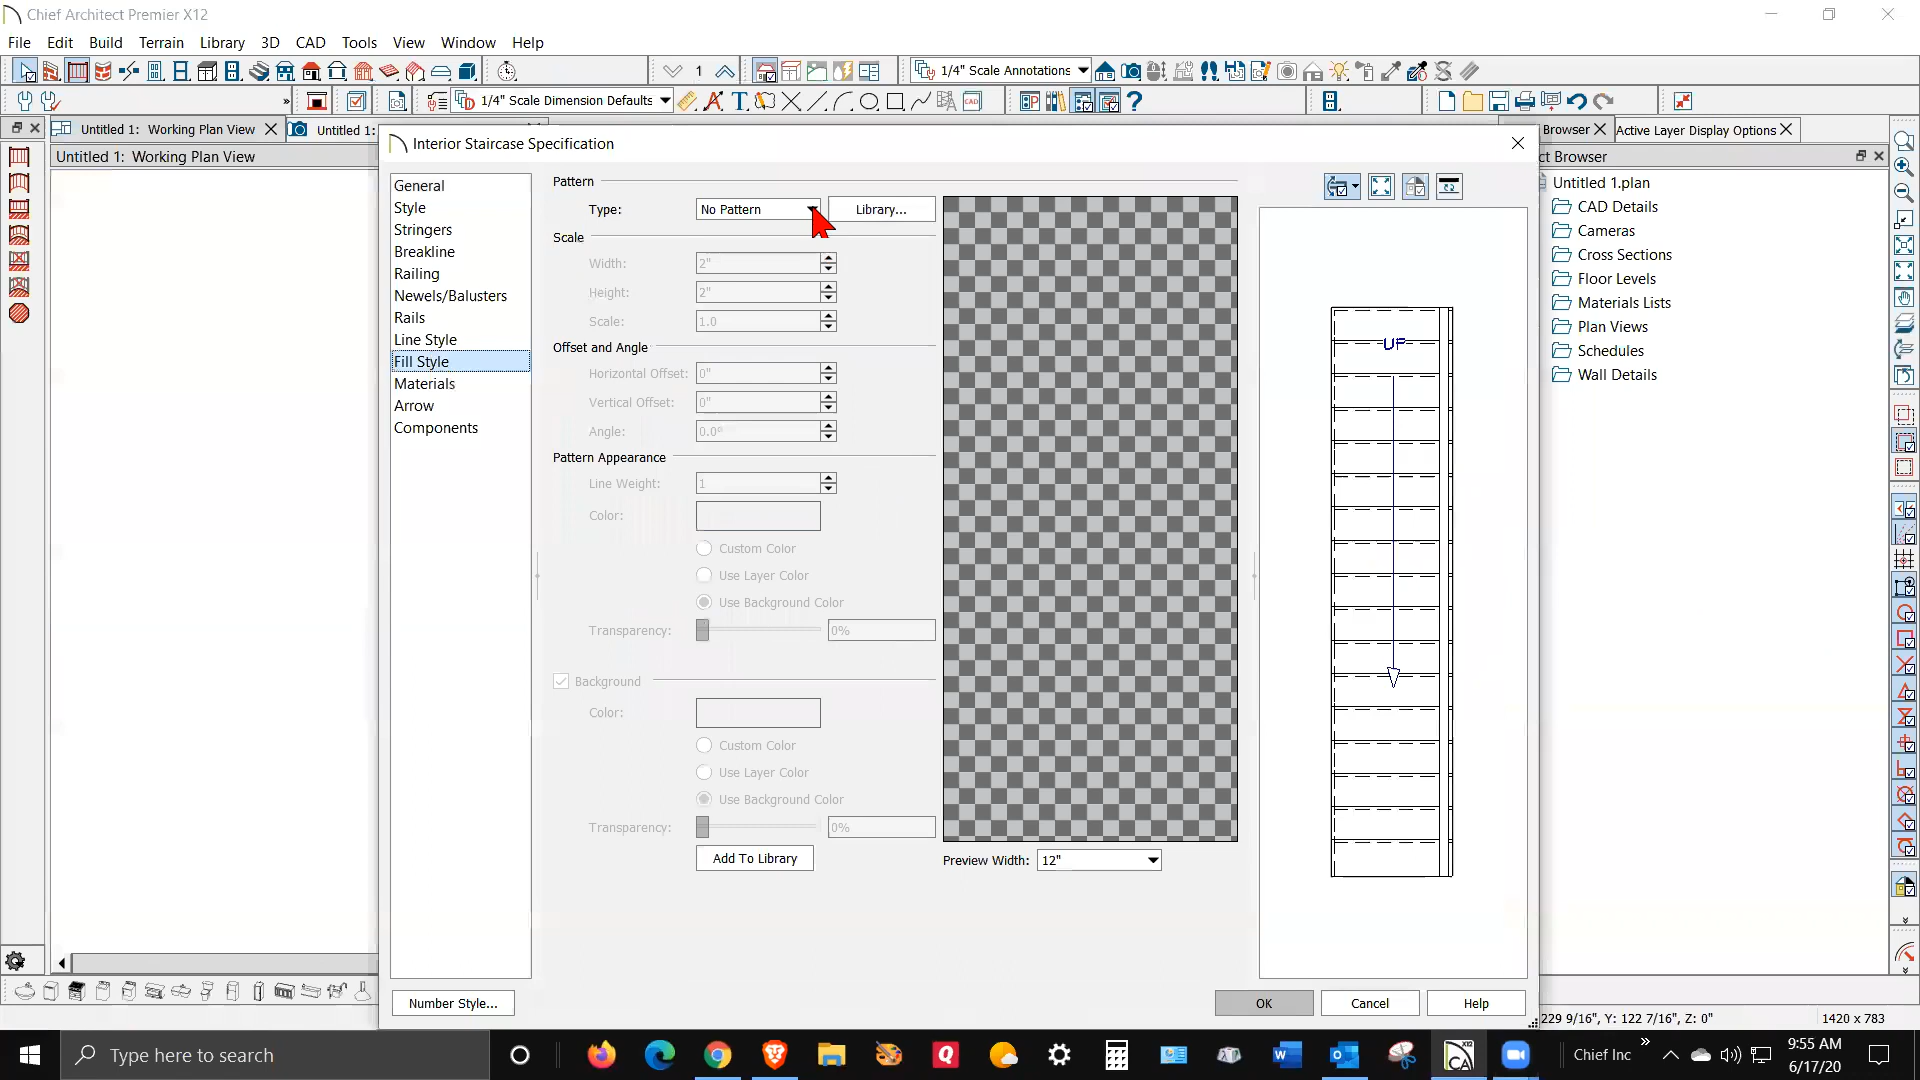 Chief Architect Premier X12
File Edit Build Terrain Library 3D CAD Tools View Window Help
1 1/4" Scale Annotations
1/4" Scale Dimension Defaults T CAD ?
Untitled 1: Working Plan View Untitled 1: Browser Active Layer Display Options
Untitled 1: Working Plan View
Interior Staircase Specification
ct Browser
General
Style
Stringers
Breakline
Railing
Newels/Balusters
Rails
Line Style
Fill Style
Materials
Arrow
Components
Pattern
Type: No Pattern Library...
Scale
Width: 2"
Height: 2"
Scale: 1.0
Offset and Angle
Horizontal Offset: 0"
Vertical Offset: 0"
Angle: 0.0°
Pattern Appearance
Line Weight: 1
Color:
Custom Color
Use Layer Color
Use Background Color
Transparency: 0%
Background
Color:
Custom Color
Use Layer Color
Use Background Color
Transparency: 0%
Add To Library
Preview Width: 12"
UP
Untitled 1.plan
CAD Details
Cameras
Cross Sections
Floor Levels
Materials Lists
Plan Views
Schedules
Wall Details
Number Style... OK Cancel Help
229 9/16", Y: 122 7/16", Z: 0" 1420 x 783
Type here to search
Chief Inc
9:55 AM
6/17/20